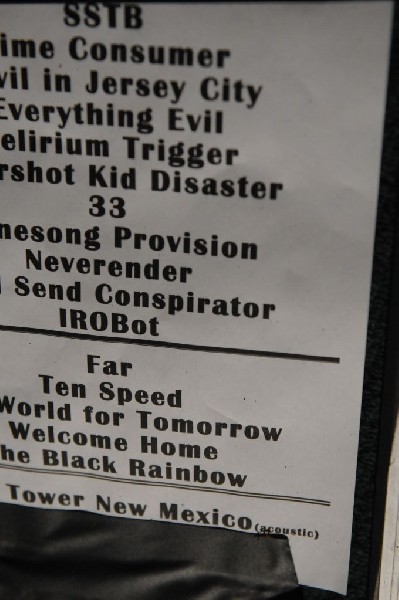 SSTB
ime Consumer
vil in Jersey City
Everything Evil
elirium Trigger
rshot Kid Disaster
33
nesong Provision
Neverender
Send Conspirator
IROBot
Far
Ten Speed
World for Tomorrow
Welcome Home
he Black Rainbow
Tower New Mexico (acoustic)